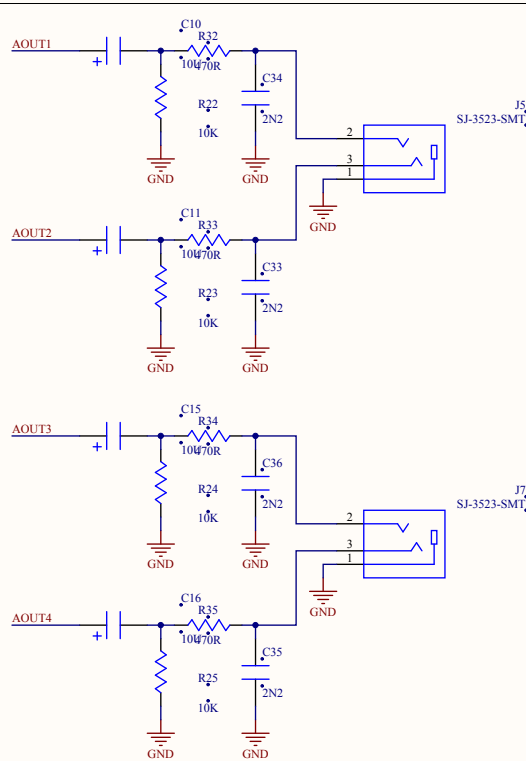 C10
AOUT1
R32
+
10U
470R
C34
R22
2N2
10K
J5
SJ-3523-SMT
2
3
1
GND
GND
GND
C11
AOUT2
R33
+
10U
470R
C33
R23
2N2
10K
GND
GND
C15
AOUT3
R34
+
10U
470R
C36
R24
2N2
10K
J7
SJ-3523-SMT
2
3
1
GND
GND
GND
C16
AOUT4
R35
+
10U
470R
C35
R25
2N2
10K
GND
GND